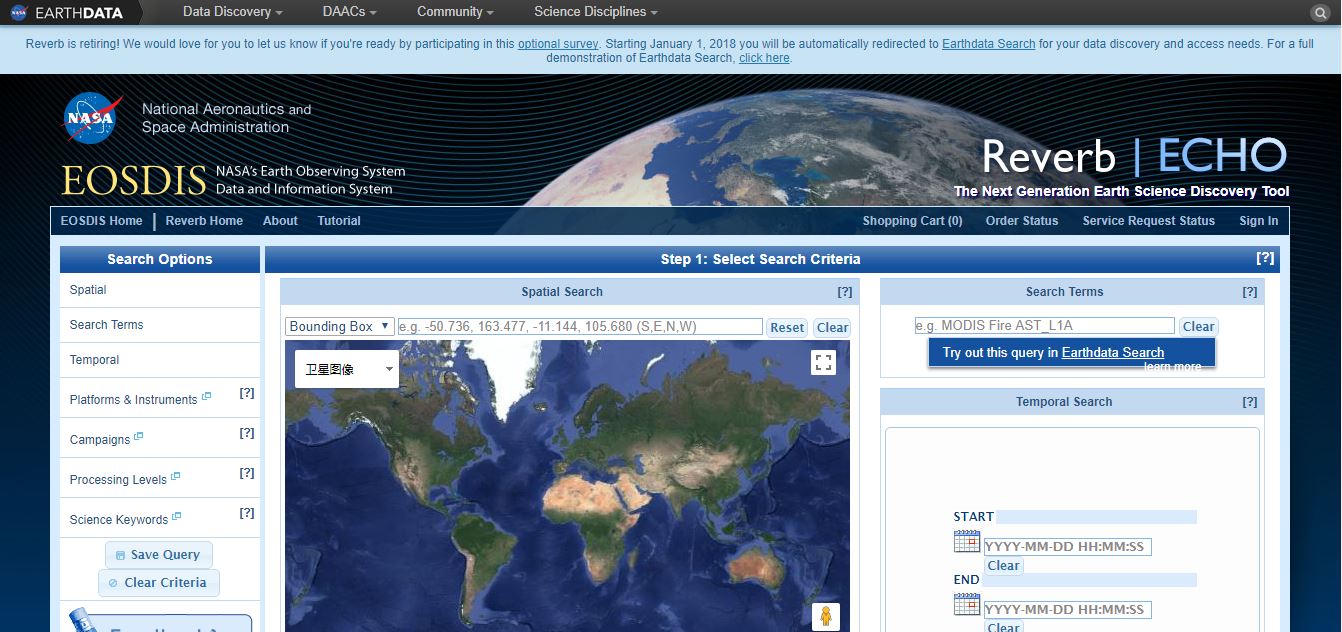 EARTHDATA
Data Discovery
DAACs
Community
Science Disciplines
Reverb is retiring! We would love for you to let us know if you're ready by participating in this optional survey. Starting January 1, 2018 you will be automatically redirected to Earthdata Search for your data discovery and access needs. For a full
demonstration of Earthdata Search, click here.
NASA
National Aeronautics and
Space Administration
EOSDIS
NASA's Earth Observing System
Data and Information System
Reverb | ECHO
The Next Generation Earth Science Discovery Tool
EOSDIS Home | Reverb Home About Tutorial
Shopping Cart (0) Order Status Service Request Status Sign In
Search Options
Spatial
Search Terms
Temporal
Platforms & Instruments [?]
Campaigns [?]
Processing Levels [?]
Science Keywords [?]
Save Query
Clear Criteria
Step 1: Select Search Criteria [?]
Spatial Search [?]
Bounding Box
e.g. -50.736, 163.477, -11.144, 105.680 (S,E,N,W)
Reset
Clear
卫星图像
Search Terms [?]
e.g. MODIS Fire AST_L1A
Clear
Try out this query in Earthdata Search
learn more
Temporal Search [?]
START
YYYY-MM-DD HH:MM:SS
Clear
END
YYYY-MM-DD HH:MM:SS
Clear